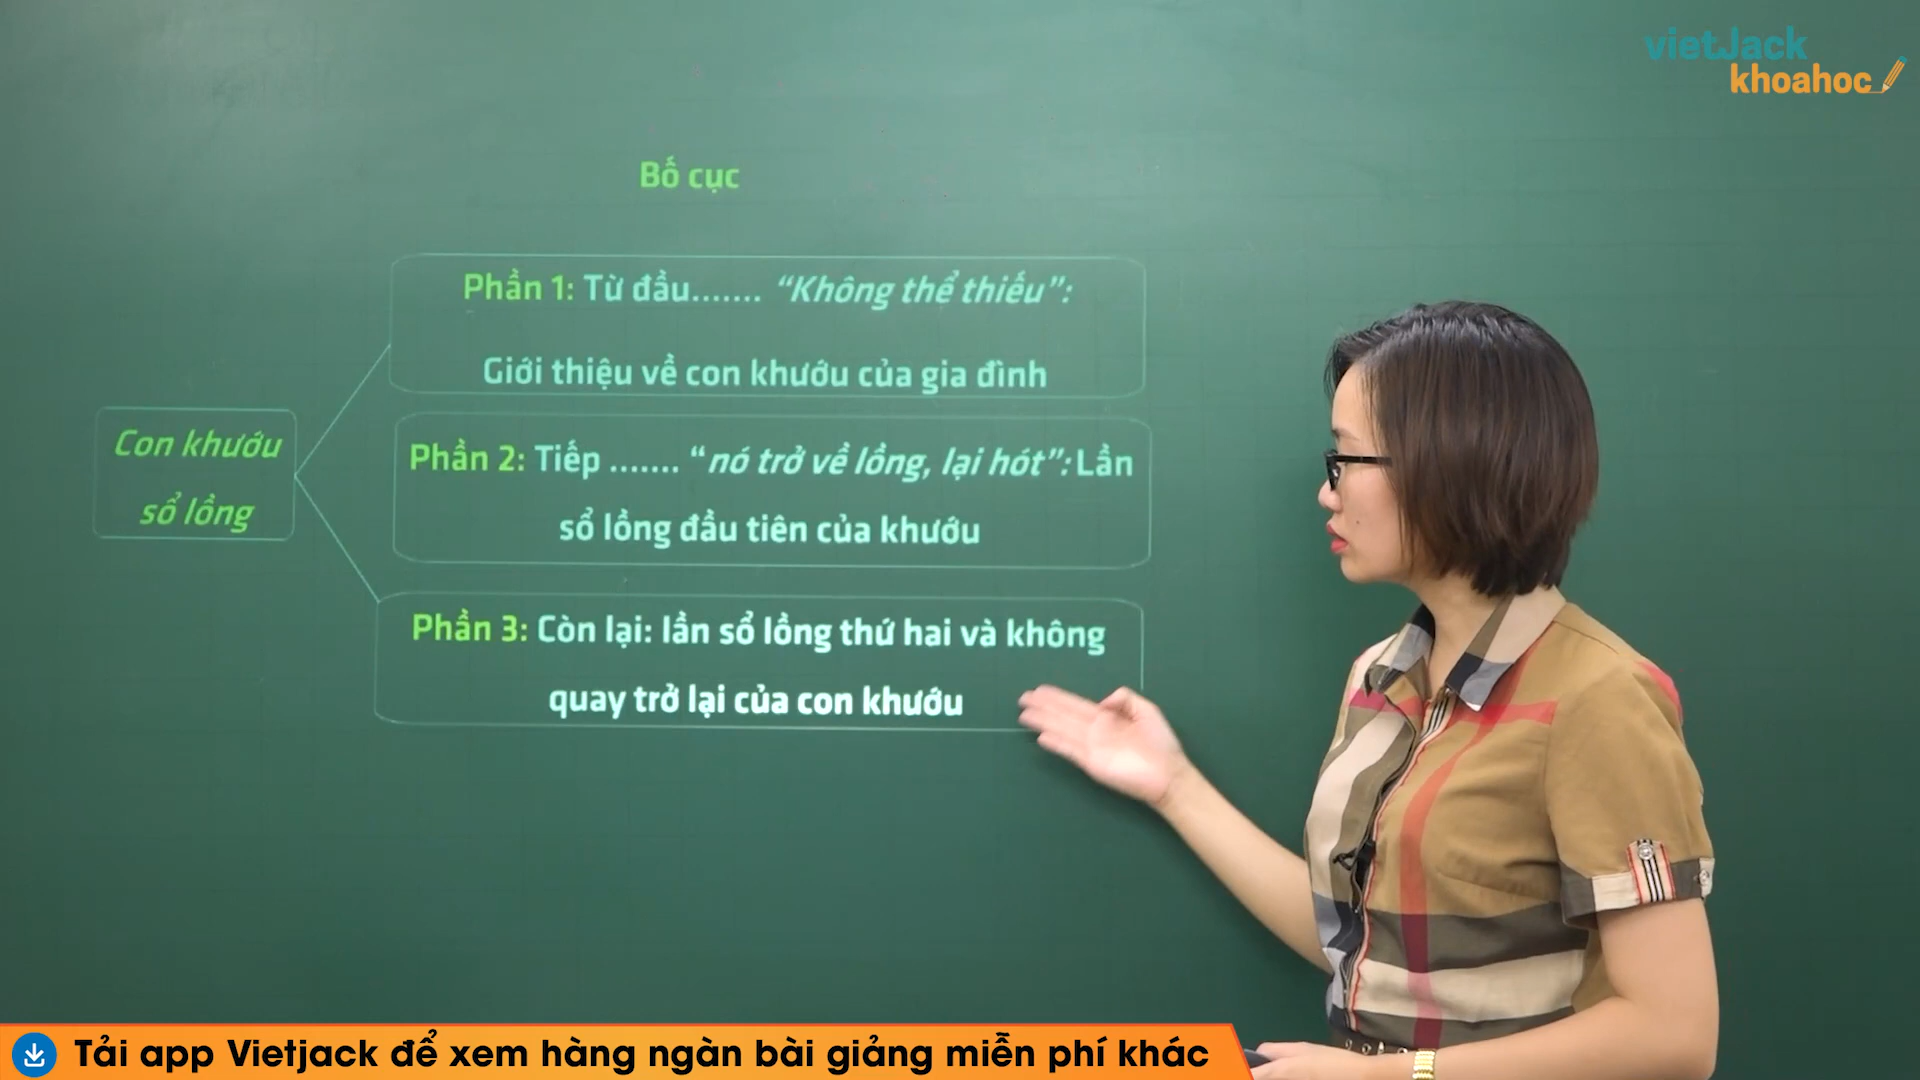 vietJack
khoahoc
Bố cục
Phần 1: Từ đầu....... “Không thể thiếu”:
Giới thiệu về con khướu của gia đình
Con khướu
sổ lồng
Phần 2: Tiếp ....... “nó trở về lồng, lại hót”: Lần
sổ lồng đầu tiên của khướu
Phần 3: Còn lại: lần sổ lồng thứ hai và không
quay trở lại của con khướu
Tải app Vietjack để xem hàng ngàn bài giảng miễn phí khác